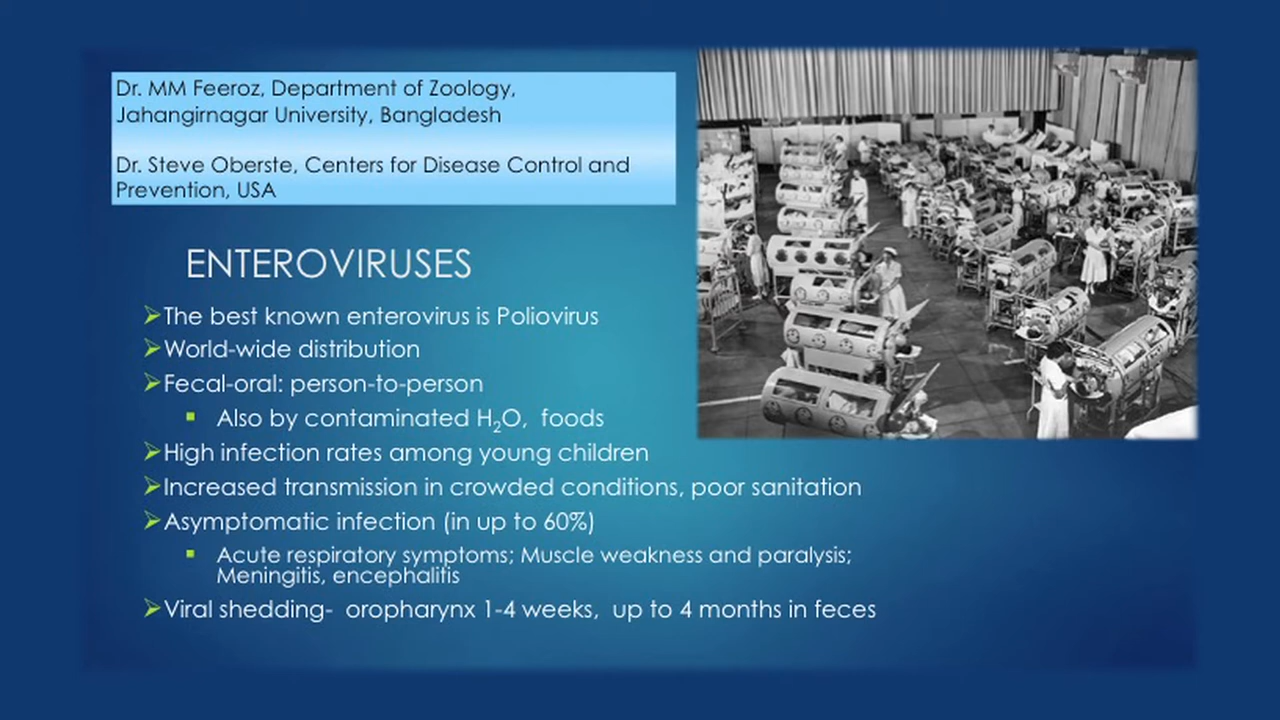 Dr. MM Feeroz, Department of Zoology,
Jahangirnagar University, Bangladesh
Dr. Steve Oberste, Centers for Disease Control and
Prevention, USA
ENTEROVIRUSES
➢The best known enterovirus is Poliovirus
➢World-wide distribution
➢Fecal-oral: person-to-person
▪ Also by contaminated H₂O, foods
➢High infection rates among young children
➢Increased transmission in crowded conditions, poor sanitation
➢Asymptomatic infection (in up to 60%)
▪ Acute respiratory symptoms; Muscle weakness and paralysis;
Meningitis, encephalitis
➢Viral shedding- oropharynx 1-4 weeks, up to 4 months in feces